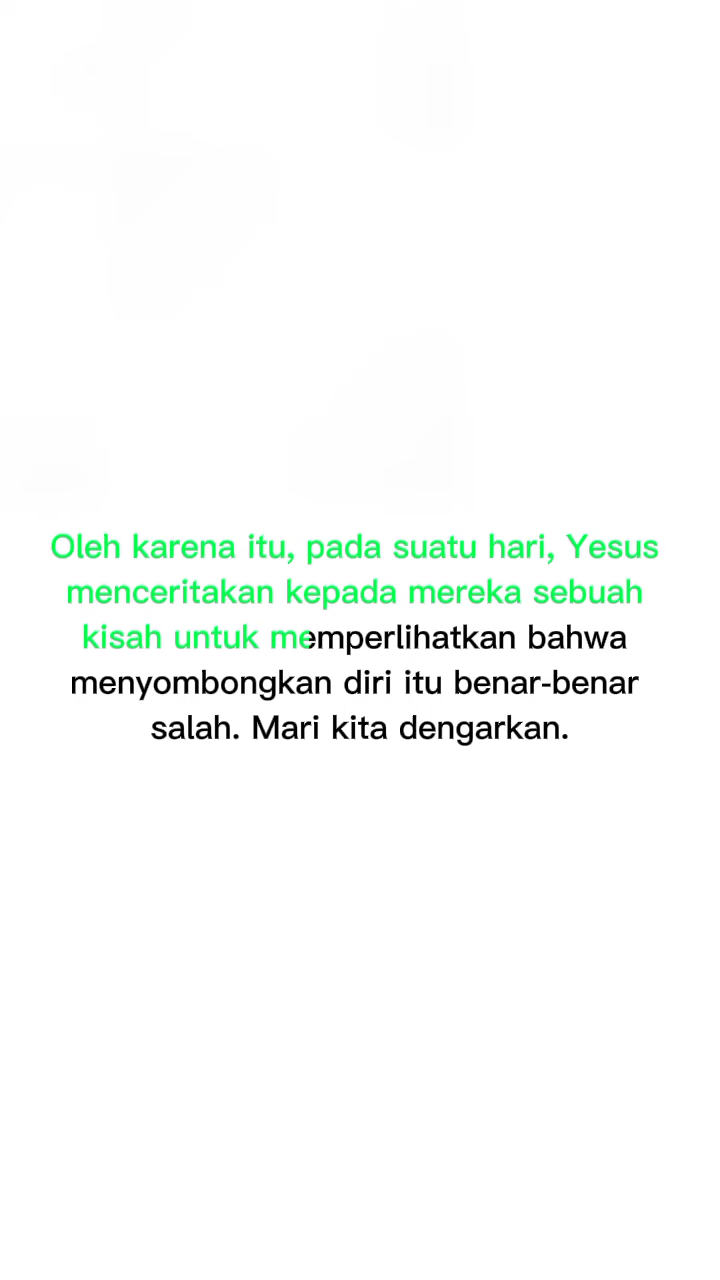 Oleh karena itu, pada suatu hari, Yesus
menceritakan kepada mereka sebuah
kisah untuk memperlihatkan bahwa
menyombongkan diri itu benar-benar
salah. Mari kita dengarkan.